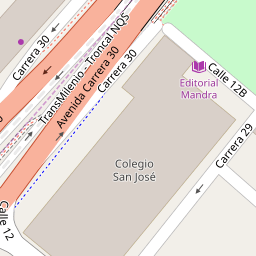 Carrera 30
TransMilenio - Troncal NQS
Avenida Carrera 30
Carrera 30
Calle 12B
Editorial
Mandra
Carrera 29
Colegio
San José
Calle 12